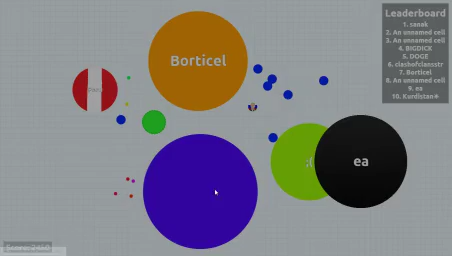 Leaderboard
1. sanak
2. An unnamed cell
3. An unnamed cell
4. BIGDICK
5. DOGE
6. clashofclansstr
7. Borticel
8. An unnamed cell
9. ea
10. Kurdistan
Borticel
:(
ea